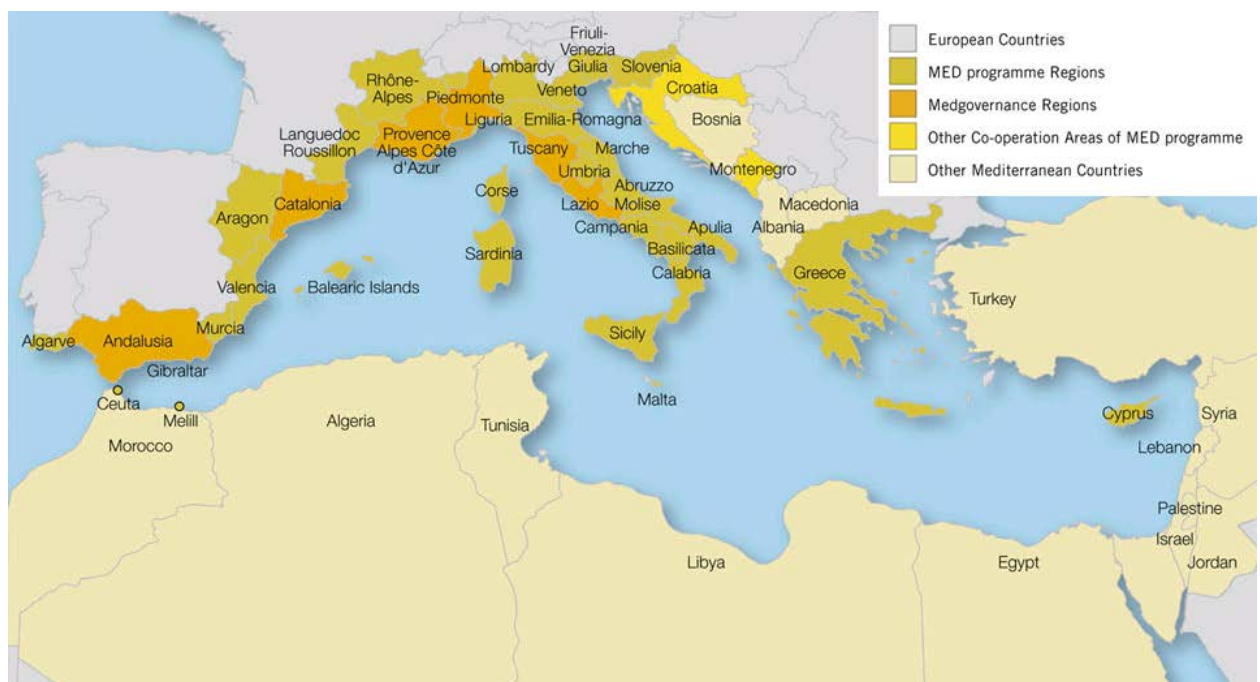 European Countries
MED programme Regions
Medgovernance Regions
Other Co-operation Areas of MED programme
Other Mediterranean Countries
Friuli-
Venezia
Giulia
Lombardy
Slovenia
Rhône-
Alpes
Veneto
Croatia
Piedmonte
Liguria
Emilia-Romagna
Bosnia
Languedoc
Roussillon
Provence
Alpes Côte
d'Azur
Tuscany
Marche
Umbria
Montenegro
Corse
Abruzzo
Catalonia
Lazio
Molise
Macedonia
Aragon
Campania
Apulia
Albania
Sardinia
Basilicata
Calabria
Greece
Valencia
Balearic Islands
Turkey
Algarve
Andalusia
Murcia
Sicily
Gibraltar
Malta
Ceuta
Melill
Cyprus
Syria
Morocco
Algeria
Tunisia
Lebanon
Palestine
Israel
Libya
Egypt
Jordan